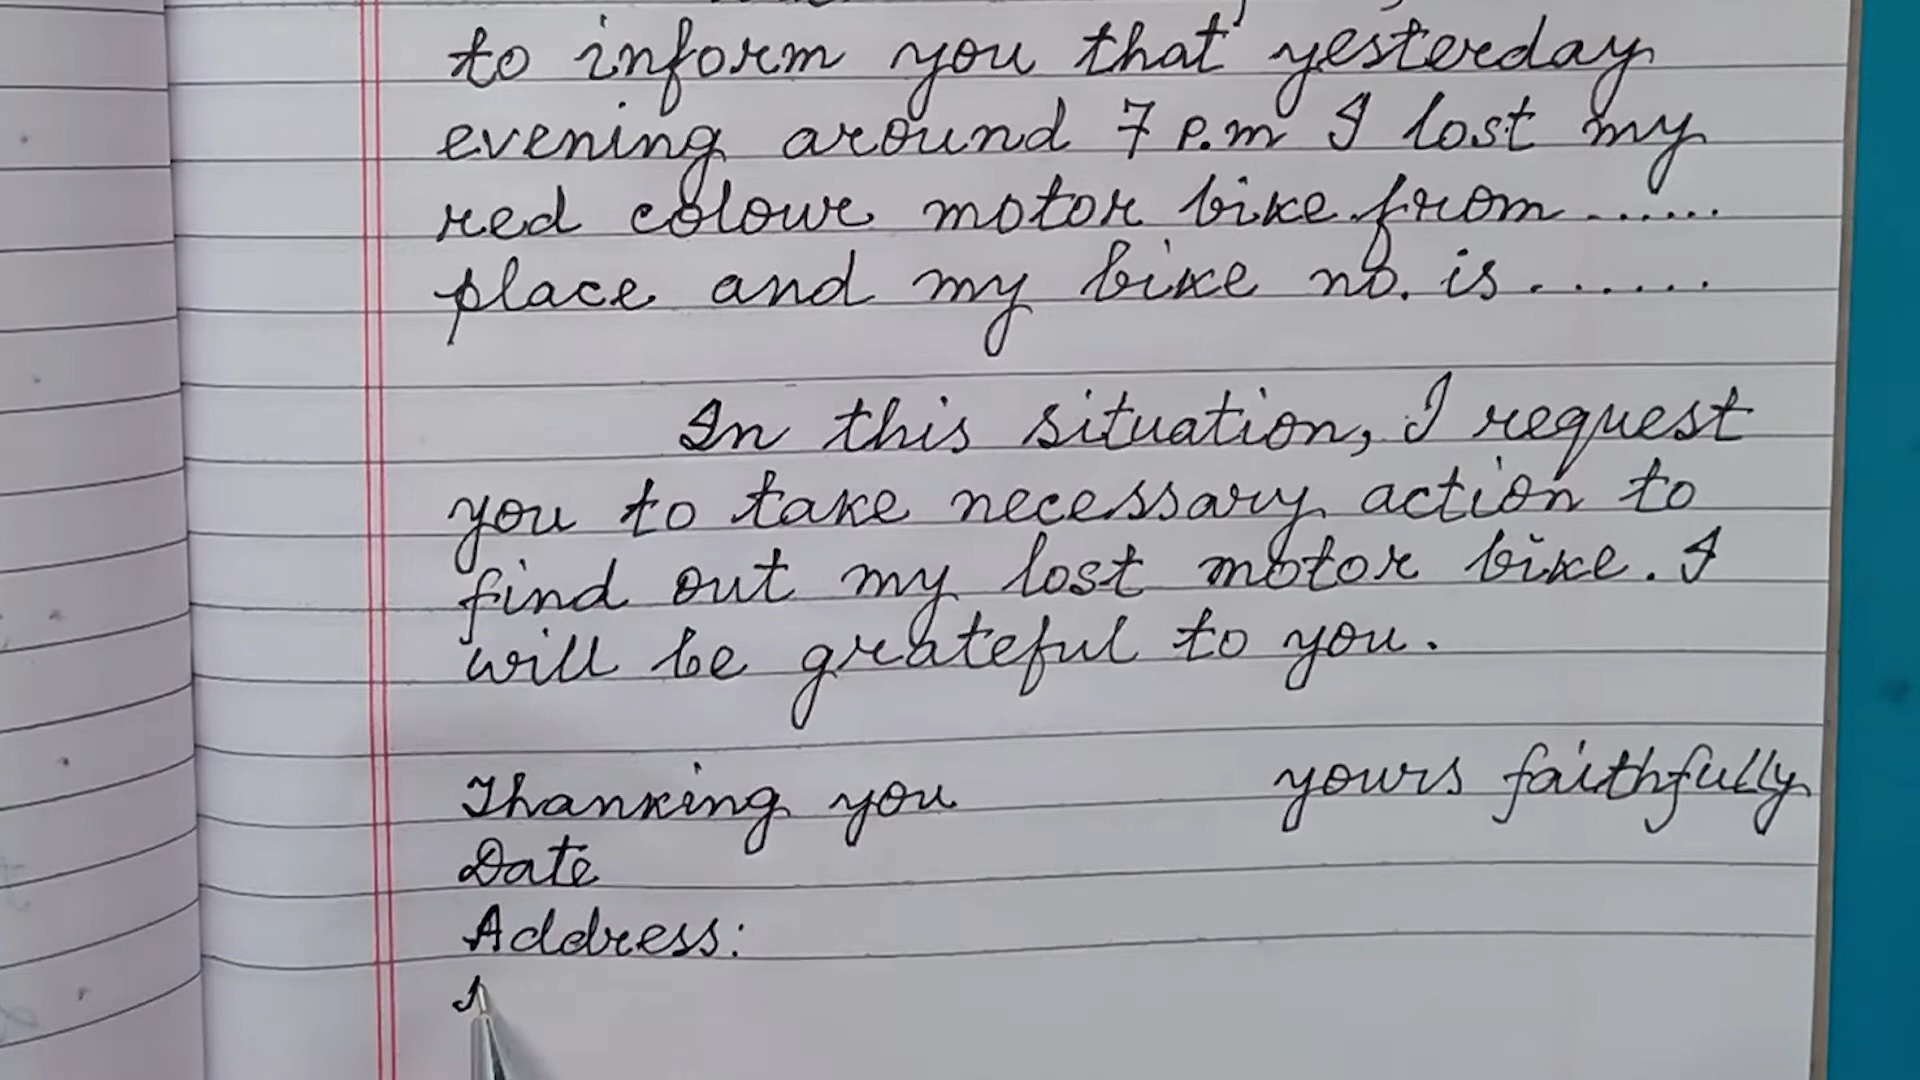 to inform you that yesterday
evening around 7 P.m I lost my
red colour motor bike from ......
place and my bike no. is ......
In this situation, I request
you to take necessary action to
find out my lost motor bike. I
will be grateful to you.
Thanking you yours faithfully
Date
Address: